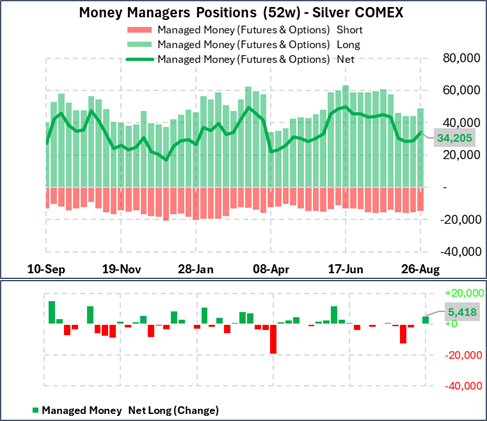 Money Managers Positions (52w) - Silver COMEX
Managed Money (Futures & Options) Short
Managed Money (Futures & Options) Long
Managed Money (Futures & Options) Net
80,000
60,000
40,000
34,205
20,000
-
-20,000
-40,000
10-Sep 19-Nov 28-Jan 08-Apr 17-Jun 26-Aug
+20,000
5,418
+0
-20,000
-40,000
Managed Money Net Long (Change)